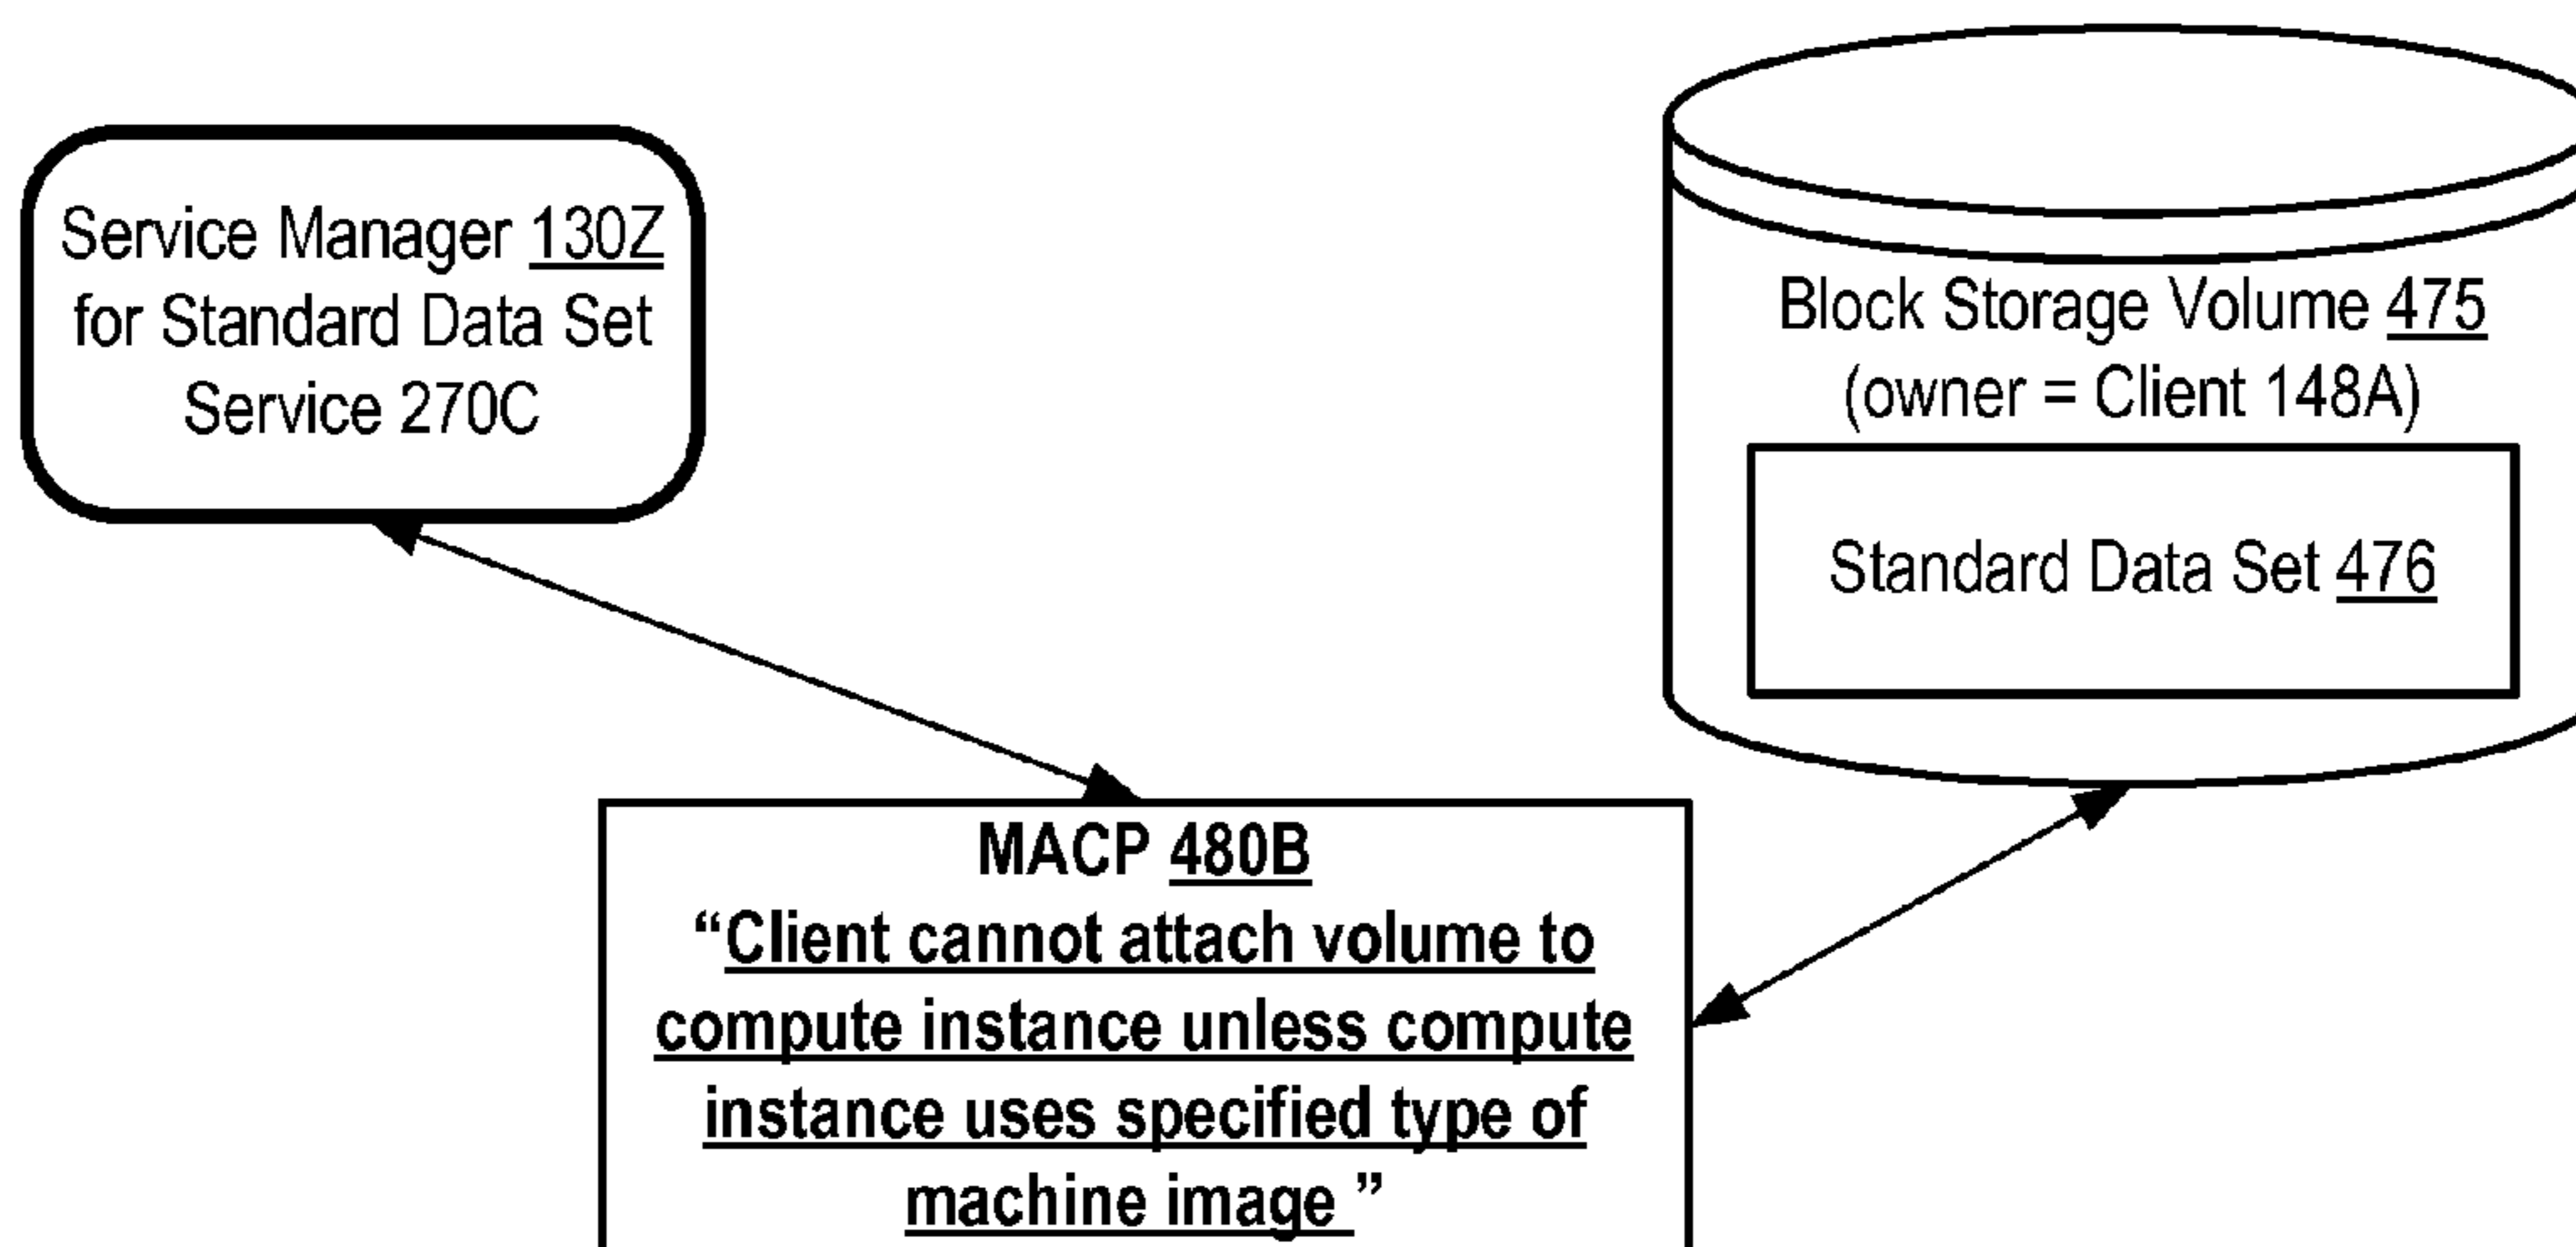 Service Manager 130Z
for Standard Data Set
Service 270C
Block Storage Volume 475
(owner = Client 148A)
Standard Data Set 476
MACP 480B
“Client cannot attach volume to
compute instance unless compute
instance uses specified type of
machine image ”